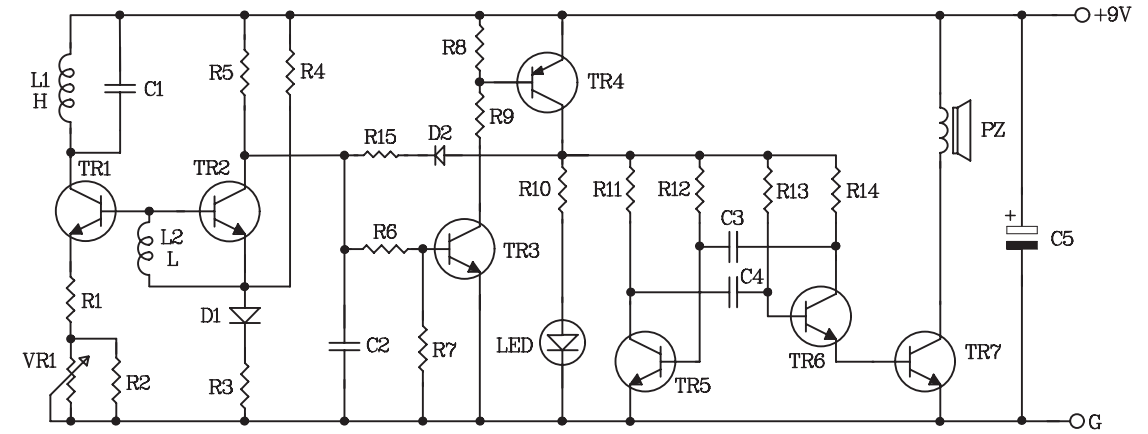 +9V
R8
L1
H
C1
R5
R4
TR4
R9
PZ
R15
D2
TR1
TR2
R10
R11
R12
R13
R14
R6
L2
L
TR3
C3
+
C5
C4
R1
D1
TR6
VR1
R2
R3
C2
R7
LED
TR5
TR7
G